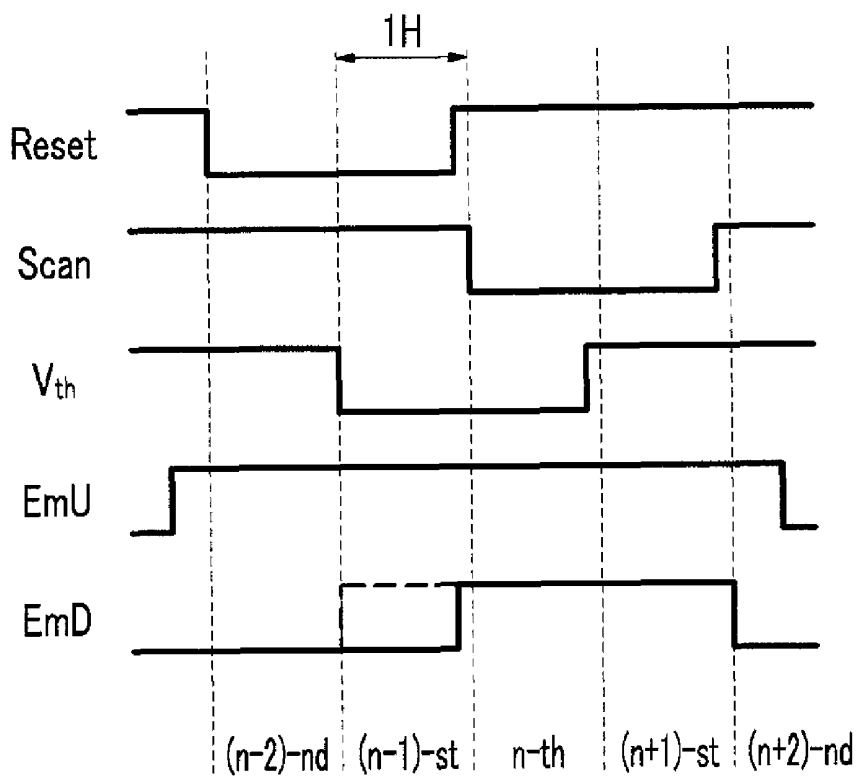 1H
Reset
Scan
Vth
EmU
EmD
(n-2)-nd (n-1)-st n-th (n+1)-st (n+2)-nd